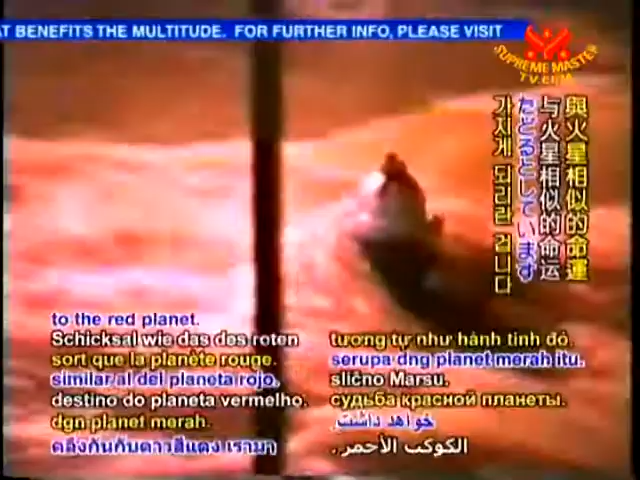 AT BENEFITS THE MULTITUDE. FOR FURTHER INFO, PLEASE VISIT
SUPREME MASTER
TV.COM
與火星相似的命運
与火星相似的命运
たどるとしています
가지게 되리란 겁니다
to the red planet.
Schicksal wie das des roten
sort que la planète rouge.
similar al del planeta rojo.
destino do planeta vermelho.
dgn planet merah.
คล้ายกันกับดาวสีแดง เรามา
tương tự như hành tinh đỏ.
serupa dng planet merah itu.
slično Marsu.
судьба красной планеты.
خواهد داشت.
الكوكب الأحمر.